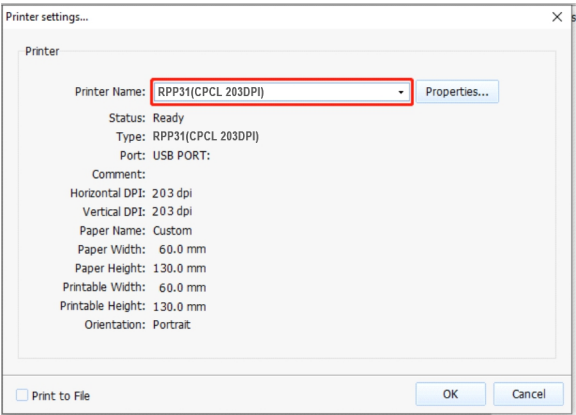 Printer settings...
Printer
Printer Name: RPP31(CPCL 203DPI) Properties...
Status: Ready
Type: RPP31(CPCL 203DPI)
Port: USB PORT:
Comment:
Horizontal DPI: 203 dpi
Vertical DPI: 203 dpi
Paper Name: Custom
Paper Width: 60.0 mm
Paper Height: 130.0 mm
Printable Width: 60.0 mm
Printable Height: 130.0 mm
Orientation: Portrait
Print to File OK Cancel